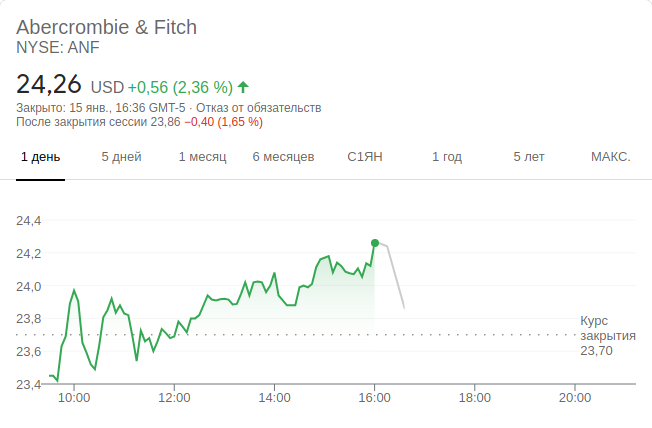 Abercrombie & Fitch
NYSE: ANF
24,26 USD +0,56 (2,36 %)
Закрыто: 15 янв., 16:36 GMT-5 · Отказ от обязательств
После закрытия сессии 23,86 −0,40 (1,65 %)
1 день 5 дней 1 месяц 6 месяцев С1ЯН 1 год 5 лет МАКС.
24,4
24,2
24,0
23,8
Курс
закрытия
23,70
23,6
23,4
10:00 12:00 14:00 16:00 18:00 20:00